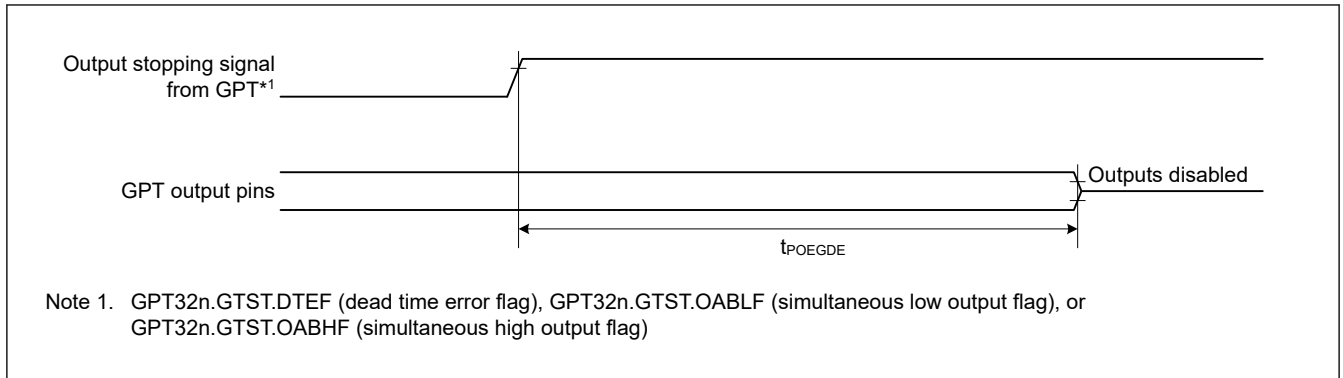 Output stopping signal
from GPT*1
GPT output pins
Outputs disabled
tPOEGDE
Note 1. GPT32n.GTST.DTEF (dead time error flag), GPT32n.GTST.OABLF (simultaneous low output flag), or
GPT32n.GTST.OABHF (simultaneous high output flag)